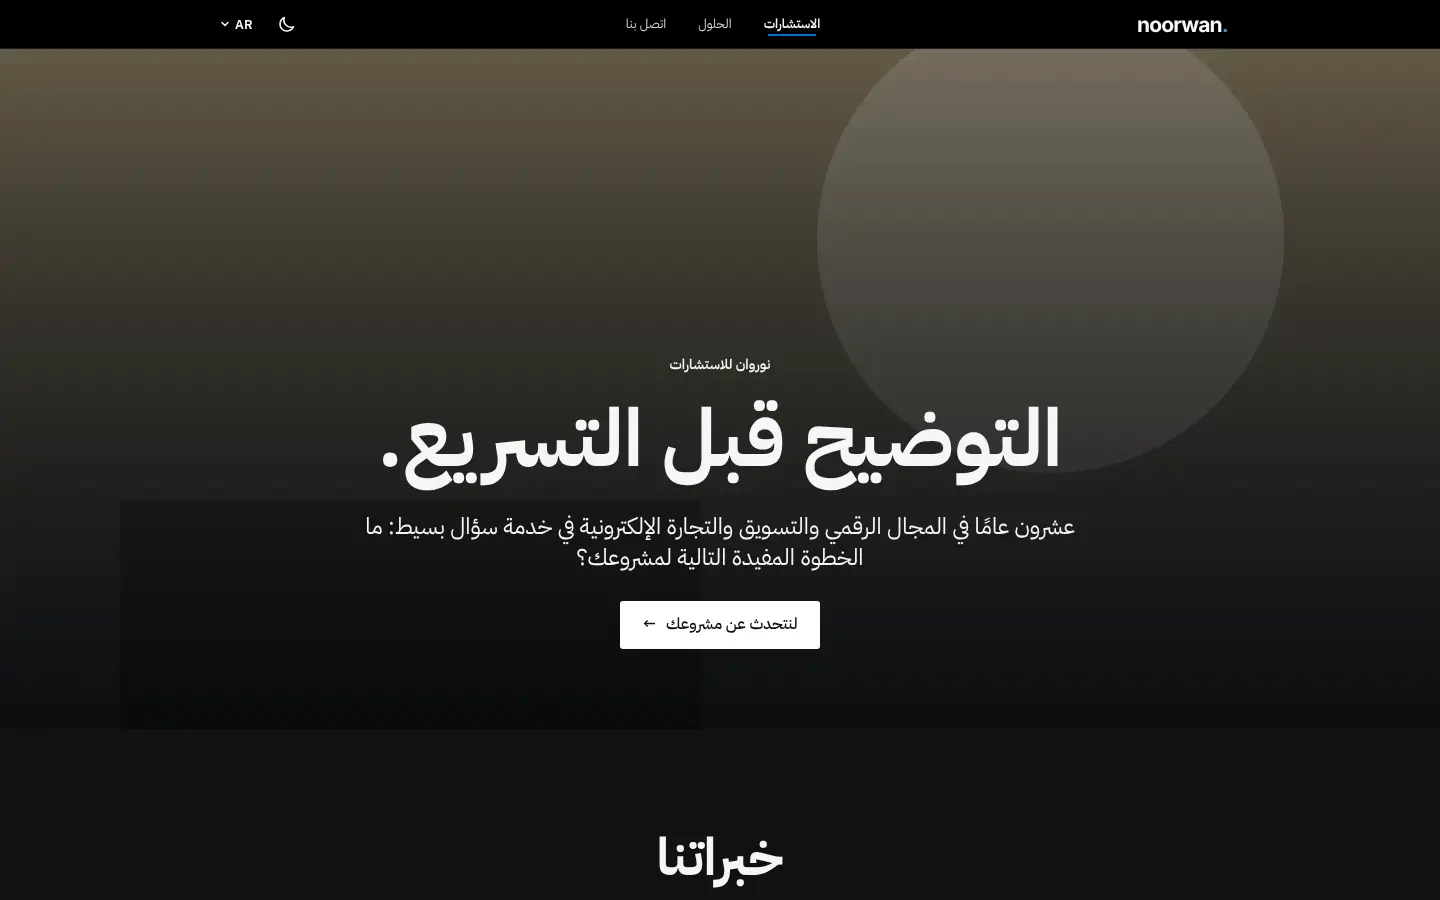 noorwan.
الاستشارات
الحلول
اتصل بنا
AR
نوروان للاستشارات
التوضيح قبل التسريع.
عشرون عامًا في المجال الرقمي والتسويق والتجارة الإلكترونية في خدمة سؤال بسيط: ما
الخطوة المفيدة التالية لمشروعك؟
لنتحدث عن مشروعك ←
خبراتنا